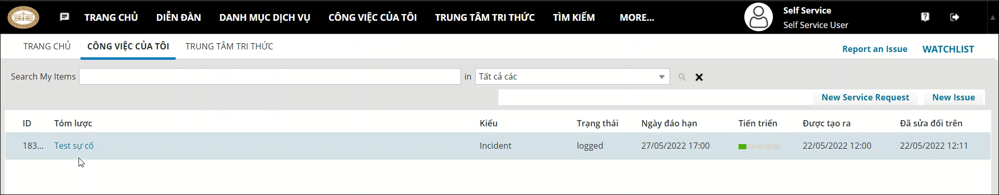 TRANG CHỦ DIỄN ĐÀN DANH MỤC DỊCH VỤ CÔNG VIỆC CỦA TÔI TRUNG TÂM TRI THỨC TÌM KIẾM MORE... Self Service
Self Service User
TRANG CHỦ CÔNG VIỆC CỦA TÔI TRUNG TÂM TRI THỨC Report an Issue WATCHLIST
Search My Items in Tất cả các
New Service Request New Issue
ID Tóm lược Kiểu Trạng thái Ngày đáo hạn Tiến triển Được tạo ra Đã sửa đổi trên
183... Test sự cố Incident logged 27/05/2022 17:00 22/05/2022 12:00 22/05/2022 12:11